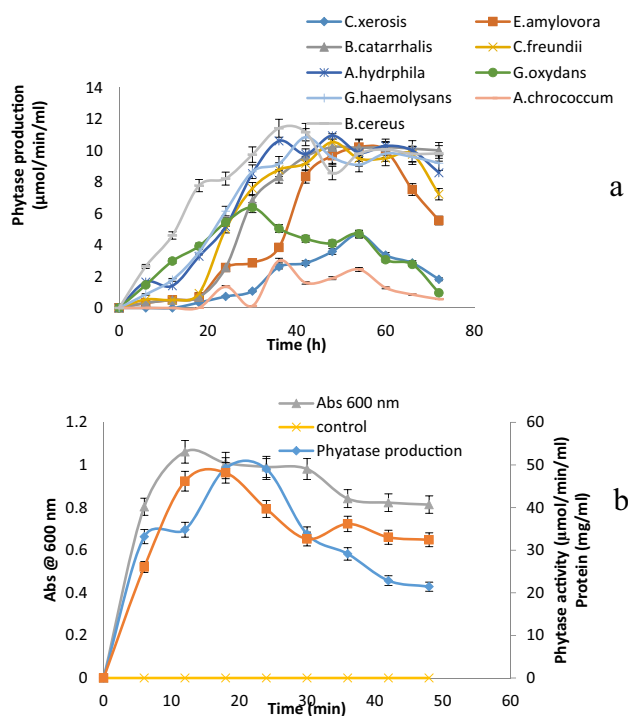 C.xerosis
E.amylovora
B.catarrhalis
C.freundii
A.hydrphila
G.oxydans
G.haemolysans
A.chrococcum
B.cereus
Phytase production
(µmol/min/ml)
14
12
10
8
6
4
2
0
0 20 40 60 80
Time (h)
a
Abs 600 nm
control
Phyatase production
Abs @ 600 nm
1.2
1
0.8
0.6
0.4
0.2
0
60
50
40
30
20
10
0
Phytase activity (µmol/min/ml)
Protein (mg/ml)
0 10 20 30 40 50 60
Time (min)
b